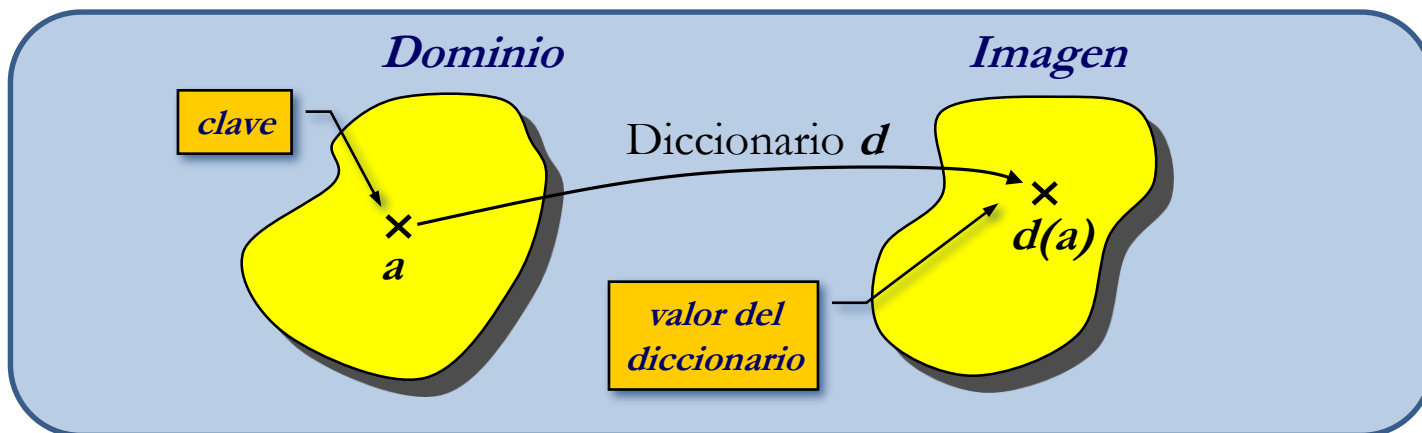 Dominio
Imagen
clave
Diccionario d
a
d(a)
valor del
diccionario